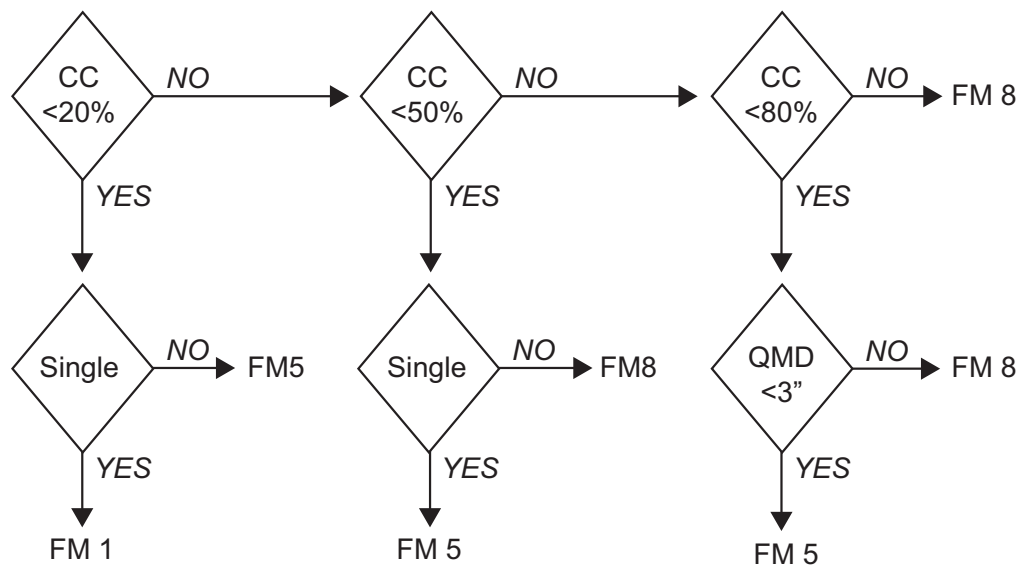 CC
<20%
NO
CC
<50%
NO
CC
<80%
NO
FM 8
YES
YES
YES
Single
NO
FM5
Single
NO
FM8
QMD
<3”
NO
FM 8
YES
YES
YES
FM 1
FM 5
FM 5